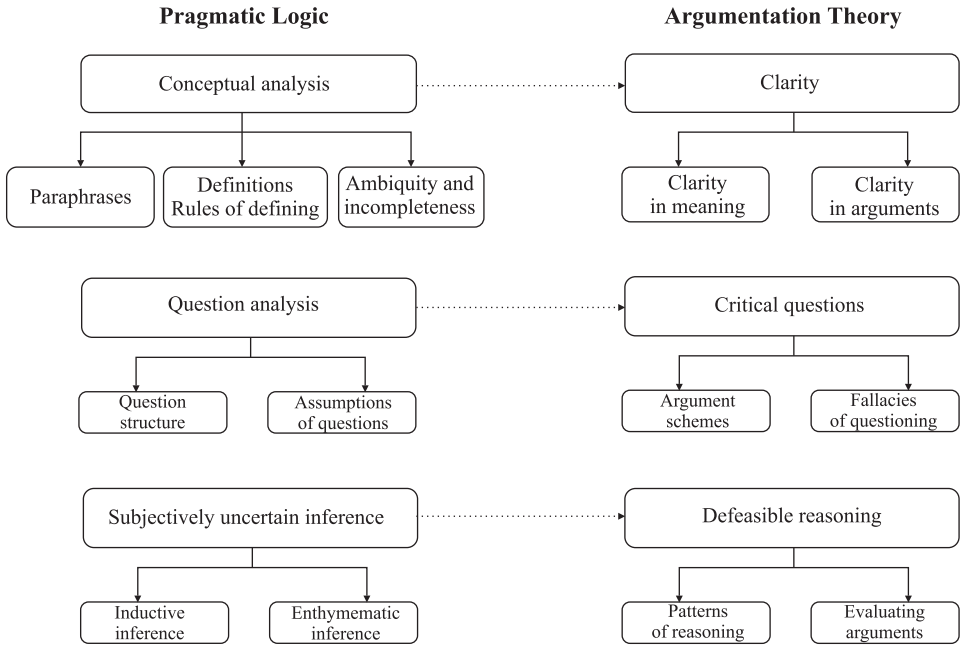 Pragmatic Logic
Argumentation Theory
Conceptual analysis
Clarity
Paraphrases
Definitions
Rules of defining
Ambiquity and
incompleteness
Clarity
in meaning
Clarity
in arguments
Question analysis
Critical questions
Question
structure
Assumptions
of questions
Argument
schemes
Fallacies
of questioning
Subjectively uncertain inference
Defeasible reasoning
Inductive
inference
Enthymematic
inference
Patterns
of reasoning
Evaluating
arguments